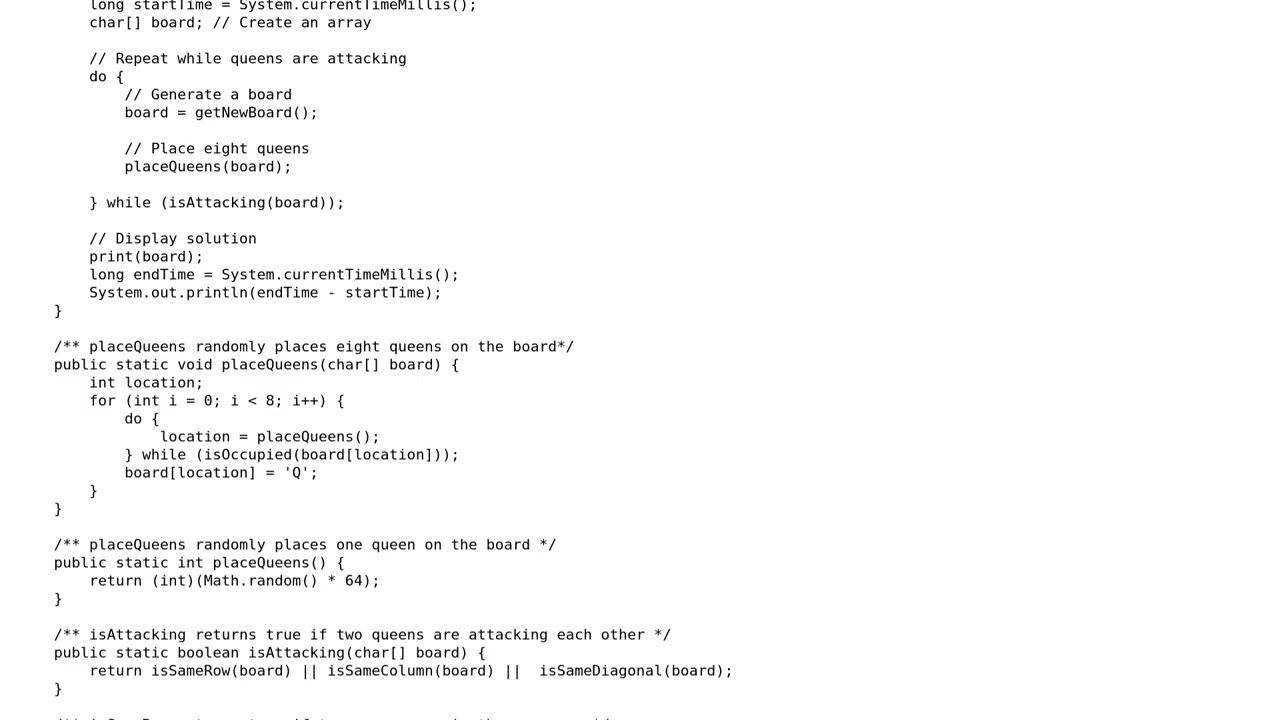 long startTime = System.currentTimeMillis();
char[] board; // Create an array
// Repeat while queens are attacking
do {
// Generate a board
board = getNewBoard();
// Place eight queens
placeQueens(board);
} while (isAttacking(board));
// Display solution
print(board);
long endTime = System.currentTimeMillis();
System.out.println(endTime - startTime);
}
/** placeQueens randomly places eight queens on the board*/
public static void placeQueens(char[] board) {
int location;
for (int i = 0; i < 8; i++) {
do {
location = placeQueens();
} while (isOccupied(board[location]));
board[location] = 'Q';
}
}
/** placeQueens randomly places one queen on the board */
public static int placeQueens() {
return (int)(Math.random() * 64);
}
/** isAttacking returns true if two queens are attacking each other */
public static boolean isAttacking(char[] board) {
return isSameRow(board) || isSameColumn(board) ||  isSameDiagonal(board);
}